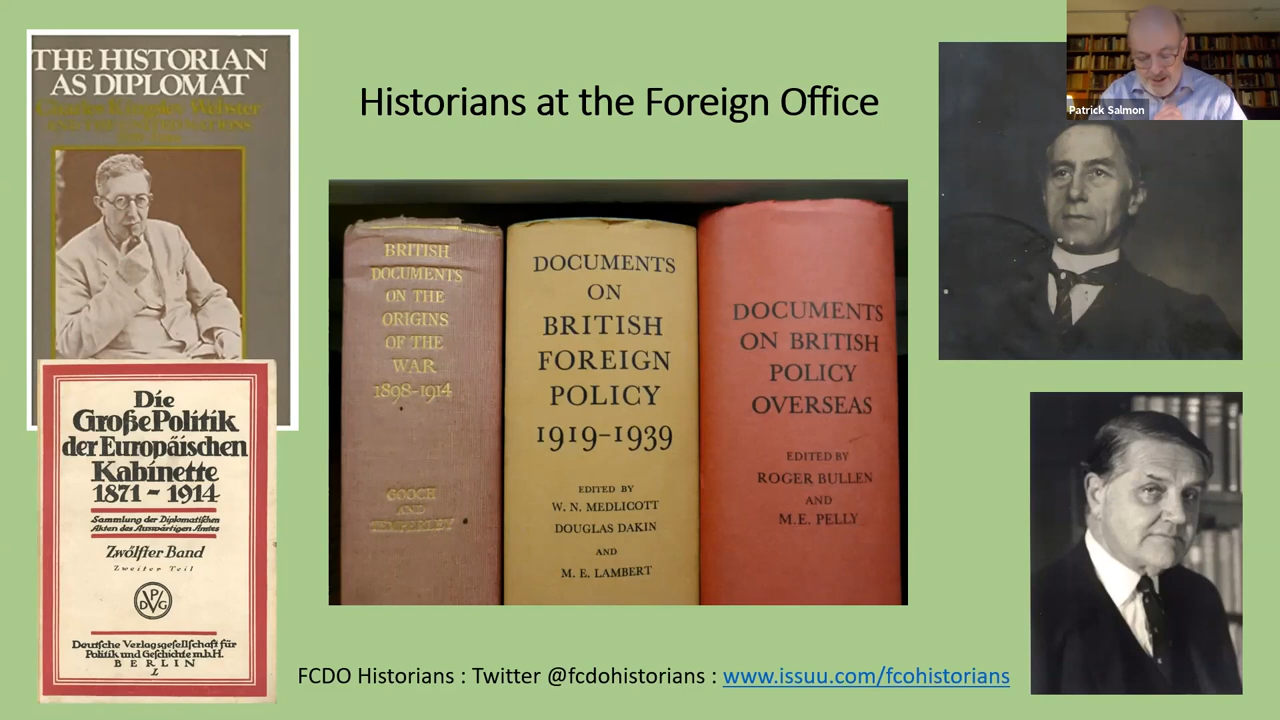 THE HISTORIAN
AS DIPLOMAT
Charles Kingsley Webster
Historians at the Foreign Office
Patrick Salmon
BRITISH
DOCUMENTS
ON THE
ORIGINS
OF THE
WAR
1898-1914
GOOCH
AND
TEMPERLEY
DOCUMENTS
ON
BRITISH
FOREIGN
POLICY
1919-1939
EDITED BY
W. N. MEDLICOTT
DOUGLAS DAKIN
AND
M. E. LAMBERT
DOCUMENTS
ON BRITISH
POLICY
OVERSEAS
EDITED BY
ROGER BULLEN
AND
M.E. PELLY
Die
Große Politik
der Europäischen
Kabinette
1871 - 1914
Sammlung der Diplomatischen
Akten des Auswärtigen Amtes
Zwölfter Band
Zweiter Teil
Deutsche Verlagsgesellschaft für
Politik und Geschichte m.b.H.
BERLIN
FCDO Historians : Twitter @fcdohistorians : www.issuu.com/fcohistorians